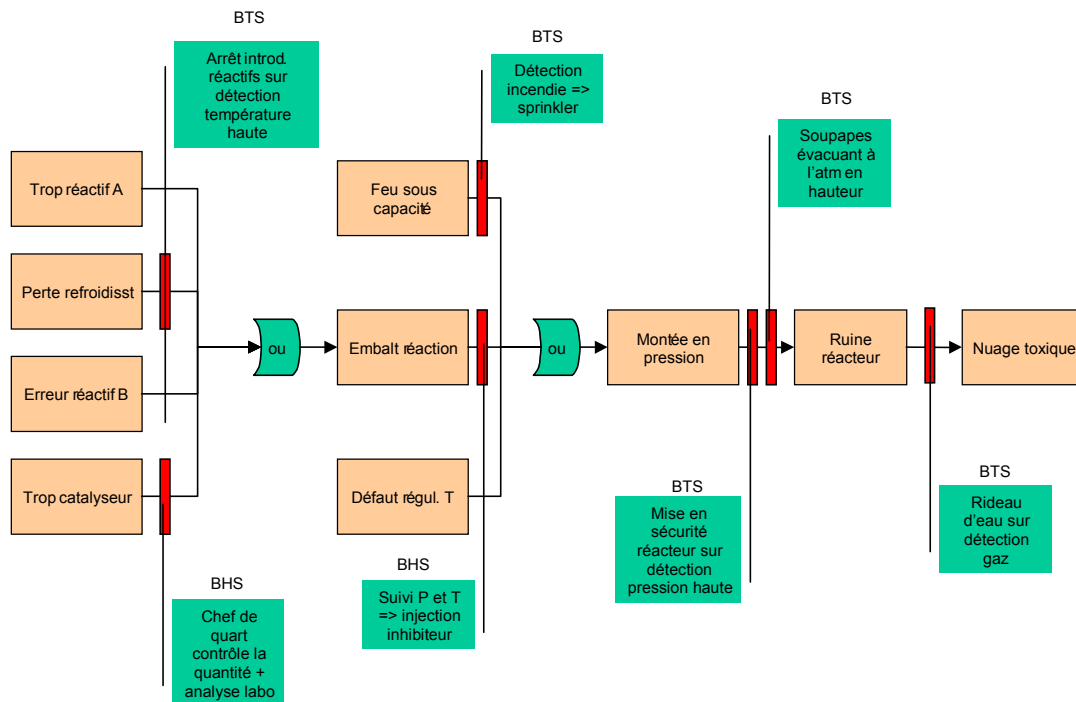 BTS
Arrêt introd.
réactifs sur
détection
température
haute
BTS
Détection
incendie =>
sprinkler
BTS
Soupapes
évacuant à
l'atm en
hauteur
Trop réactif A
Feu sous
capacité
Perte refroidisst
ou
Embalt réaction
ou
Montée en
pression
Ruine
réacteur
Nuage toxique
Erreur réactif B
Trop catalyseur
Défaut régul. T
BTS
Mise en
sécurité
réacteur sur
détection
pression haute
BTS
Rideau
d'eau sur
détection
gaz
BHS
Chef de
quart
contrôle la
quantité +
analyse labo
BHS
Suivi P et T
=> injection
inhibiteur